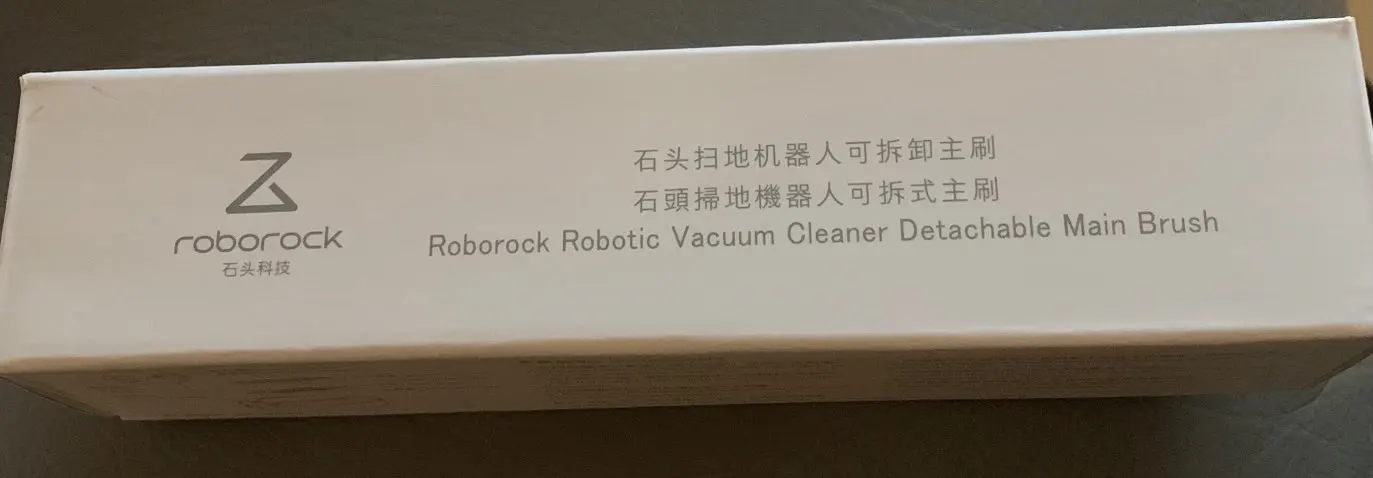 roborock
石头科技
石头扫地机器人可拆卸主刷
石頭掃地機器人可拆式主刷
Roborock Robotic Vacuum Cleaner Detachable Main Brush